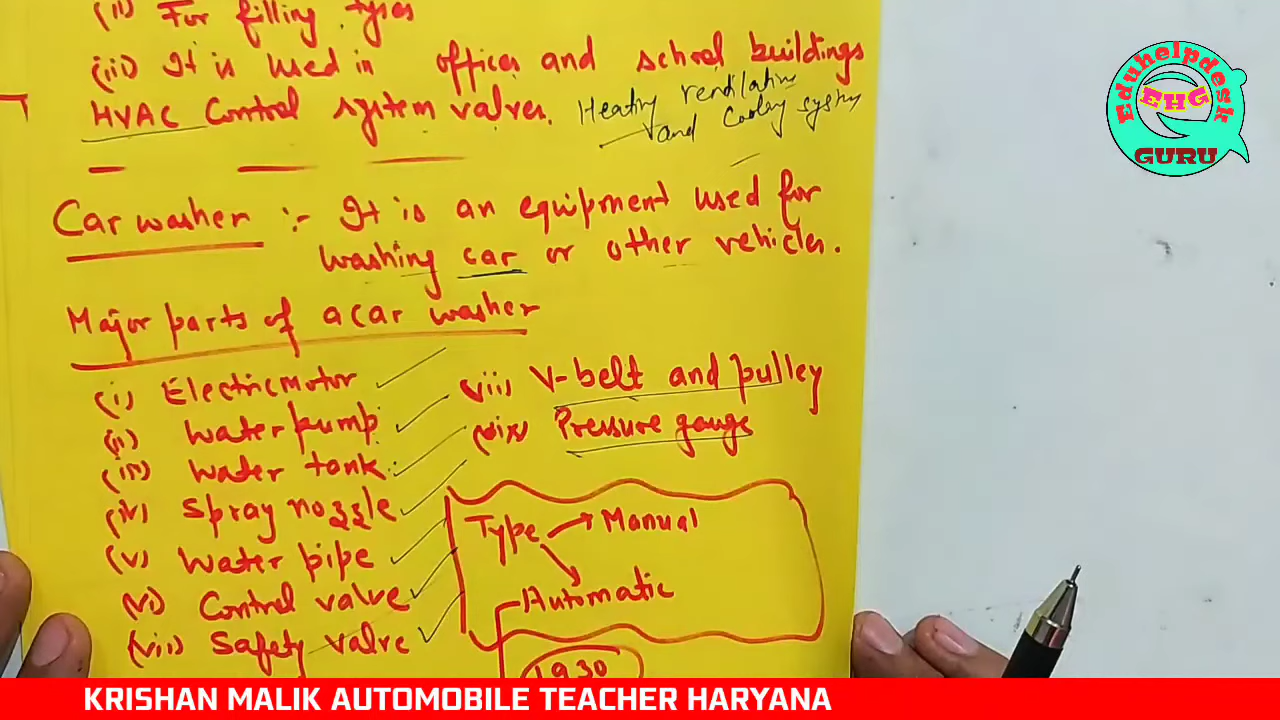 (ii) For filling tyres
(iii) It is used in offices and school buildings
HVAC Control system valves. Heating ventilating
and Cooling system
Car washer :- It is an equipment used for
washing car or other vehicles.
Major parts of a car washer
(i) Electric Motor
(ii) Water pump
(iii) Water tank
(iv) Spray nozzle
(v) Water pipe
(vi) Control valve
(vii) Safety valve
viii) V-belt and pulley
(ix) Pressure gauge
Type → Manual
Automatic
1930
Eduhelpdesk
EHG
GURU
KRISHAN MALIK AUTOMOBILE TEACHER HARYANA